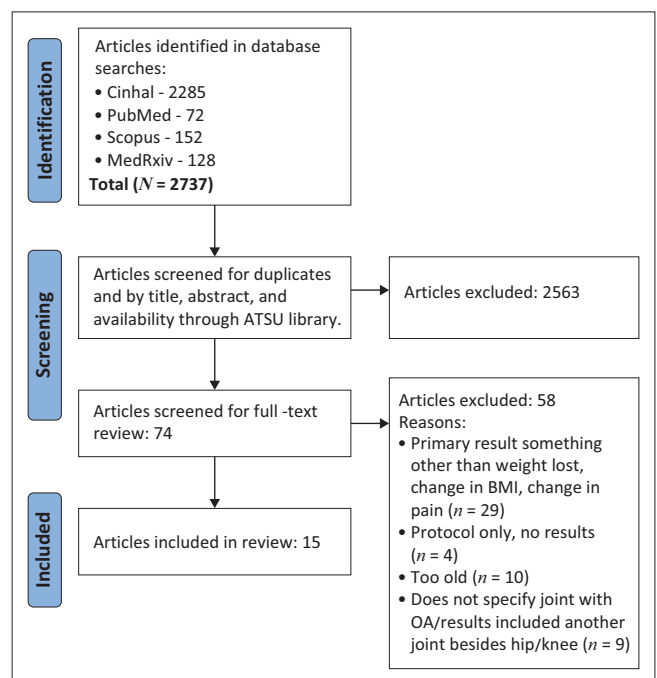 Identification
Articles identified in database
searches:
• Cinhal - 2285
• PubMed - 72
• Scopus - 152
• MedRxiv - 128
Total (N = 2737)
Screening
Articles screened for duplicates
and by title, abstract, and
availability through ATSU library.
Articles excluded: 2563
Articles screened for full -text
review: 74
Articles excluded: 58
Reasons:
• Primary result something
other than weight lost,
change in BMI, change in
pain (n = 29)
• Protocol only, no results
(n = 4)
• Too old (n = 10)
• Does not specify joint with
OA/results included another
joint besides hip/knee (n = 9)
Included
Articles included in review: 15